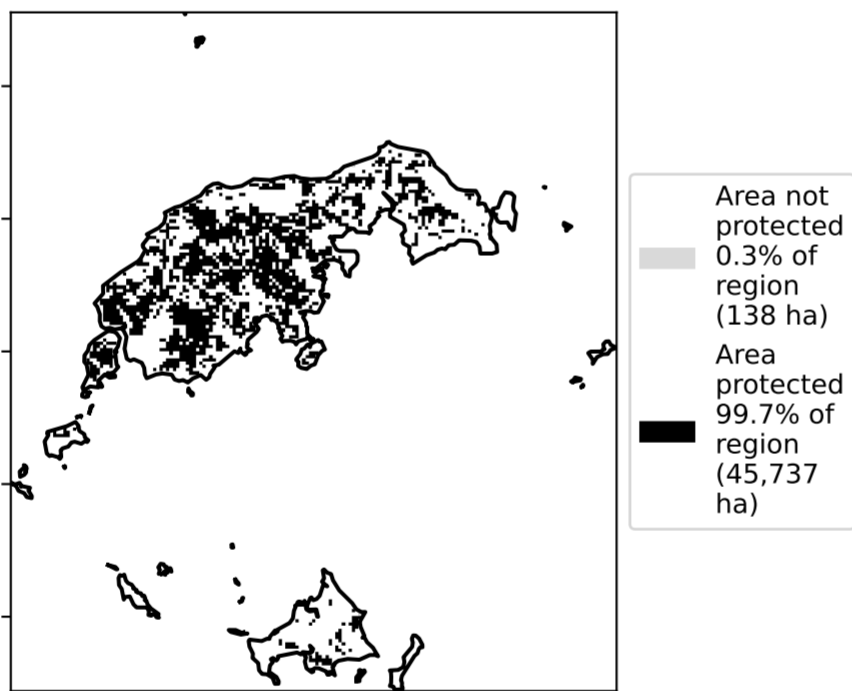 Area not
protected
0.3% of
region
(138 ha)
Area
protected
99.7% of
region
(45,737
ha)